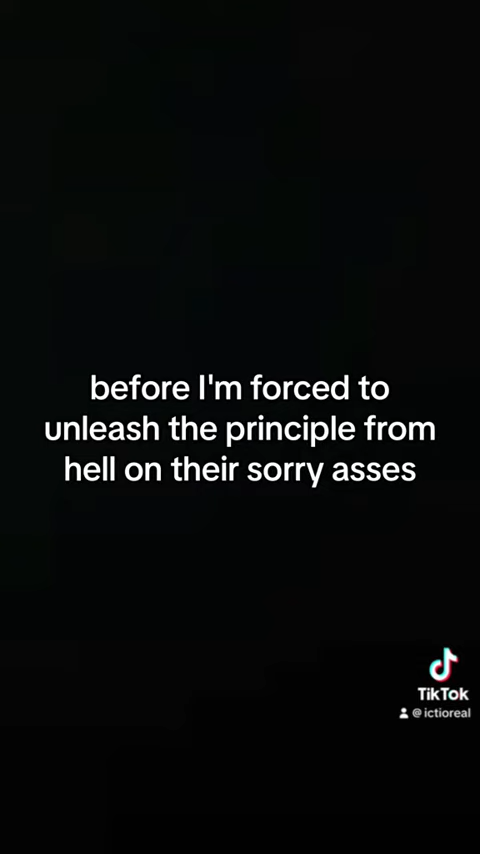 before I'm forced to
unleash the principle from
hell on their sorry asses
TikTok
@ictioreal